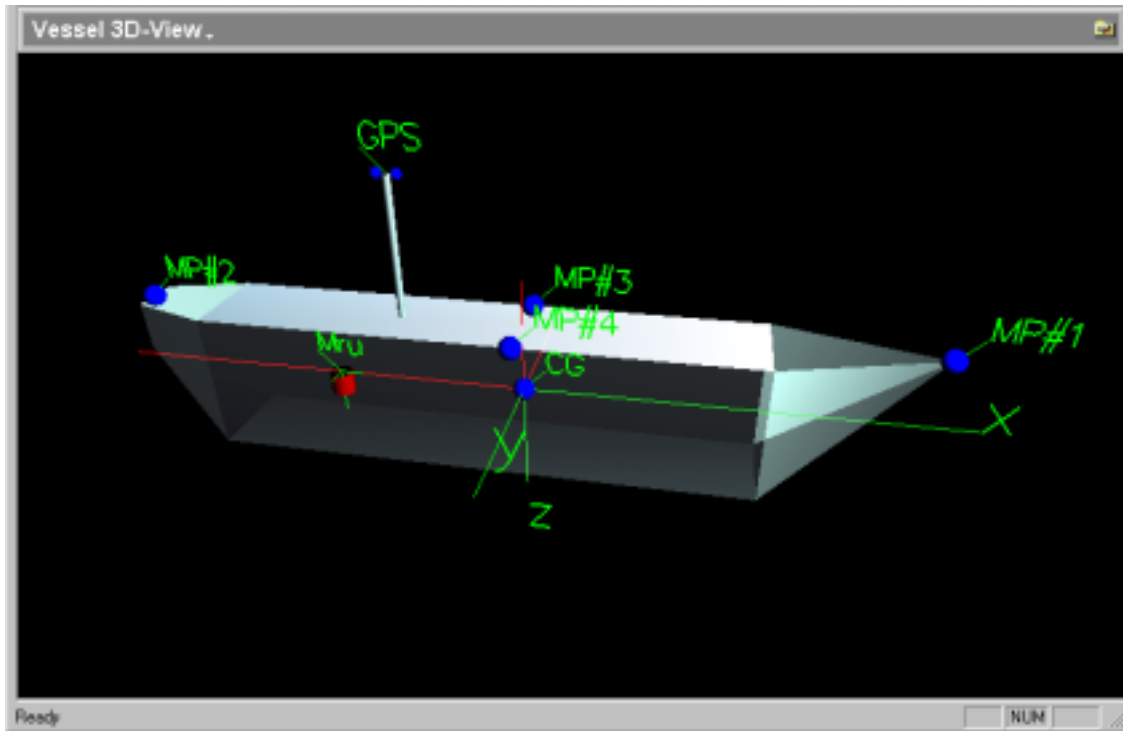 Vessel 3D-View.
GPS
MP#2
MP#3
MP#4
MP#1
Mru
CG
X
y
z
Ready
NUM